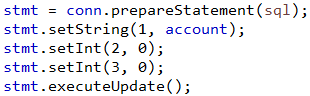 stmt = conn.prepareStatement(sql);
stmt.setString(1, account);
stmt.setInt(2, 0);
stmt.setInt(3, 0);
stmt.executeUpdate();